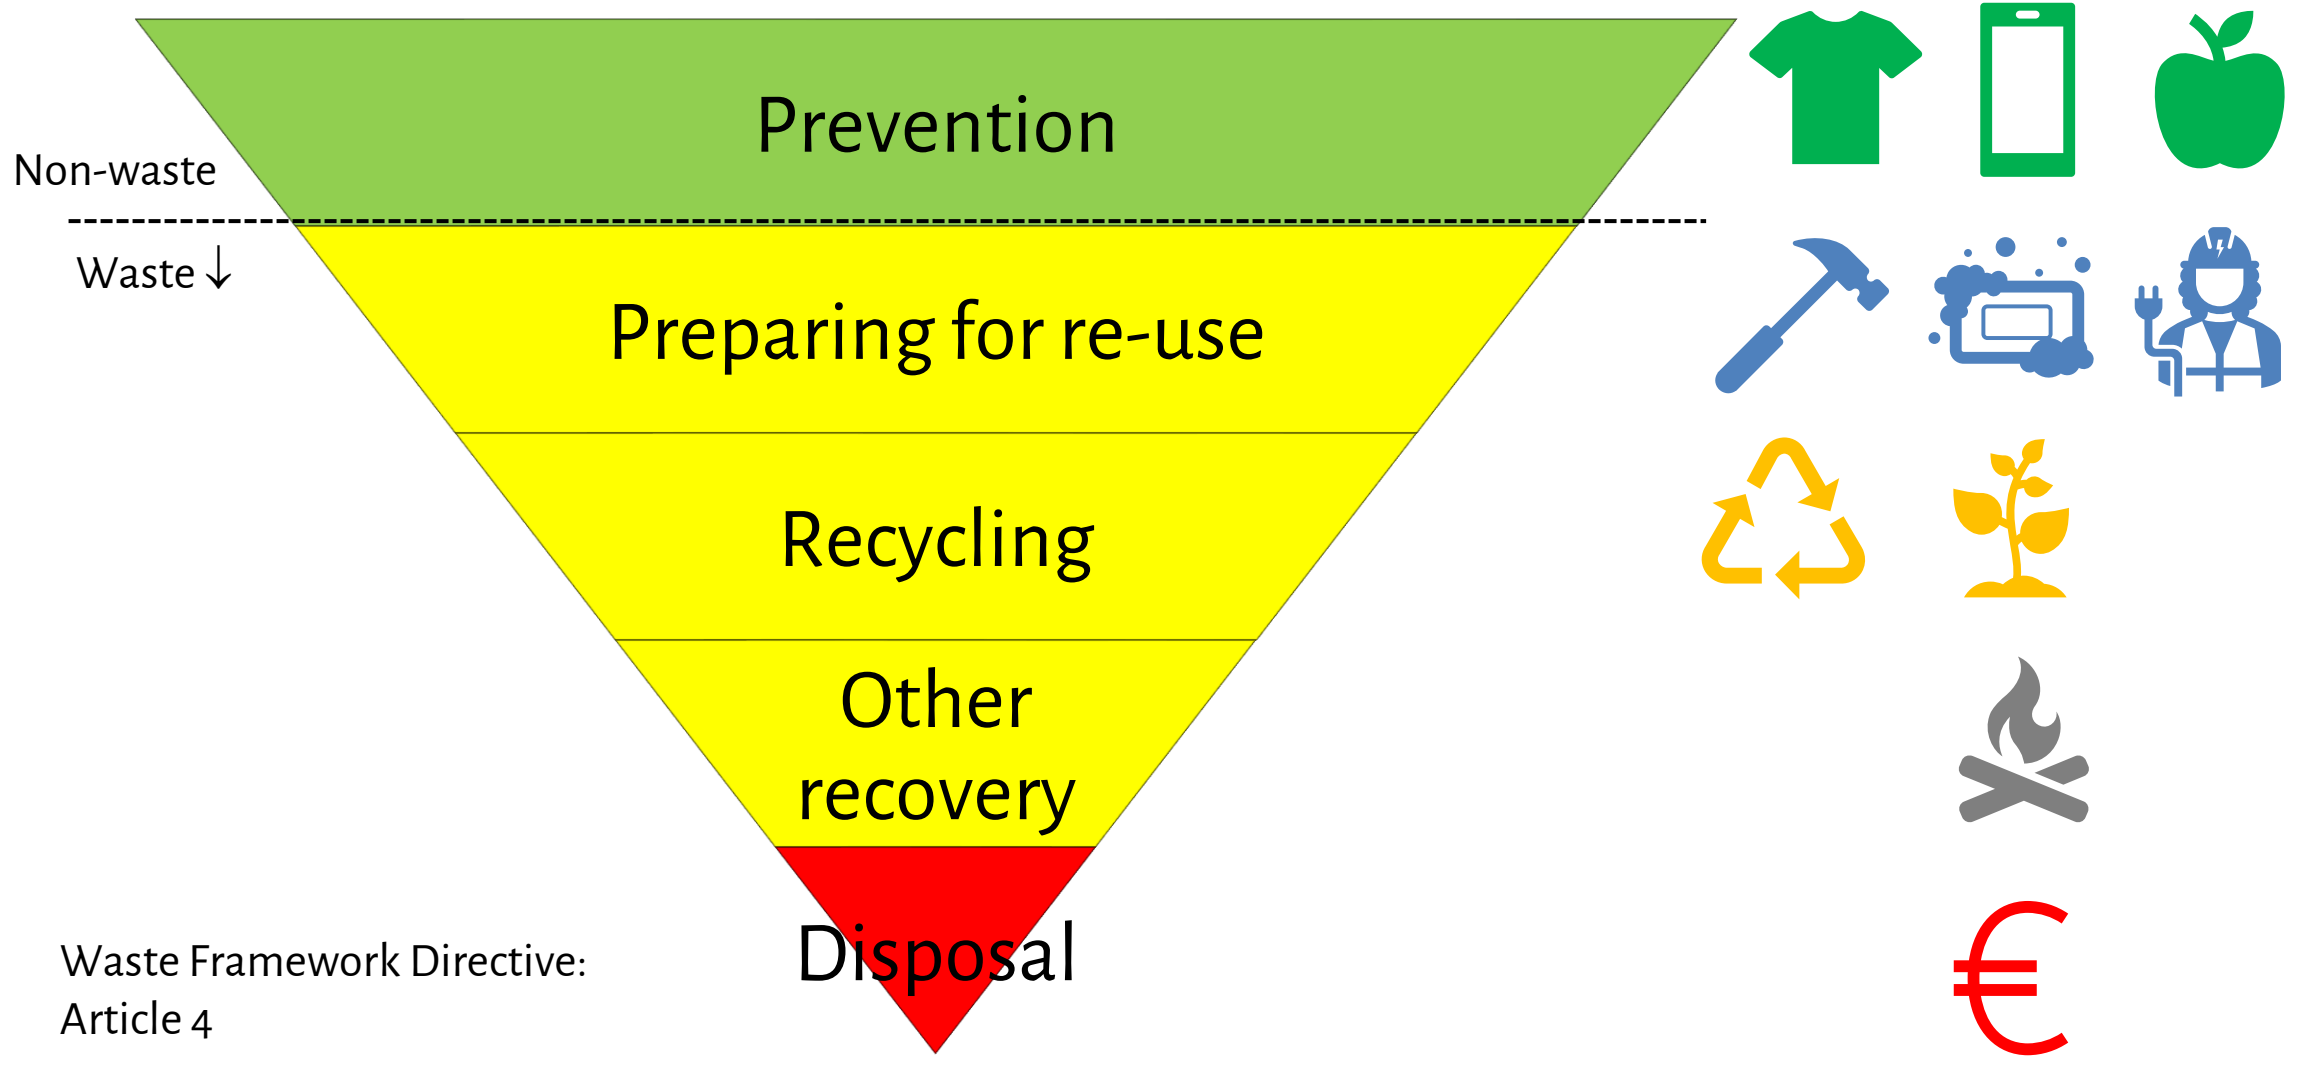 Prevention
Non-waste
Waste ↓
Preparing for re-use
Recycling
Other
recovery
Disposal
Waste Framework Directive:
Article 4
€